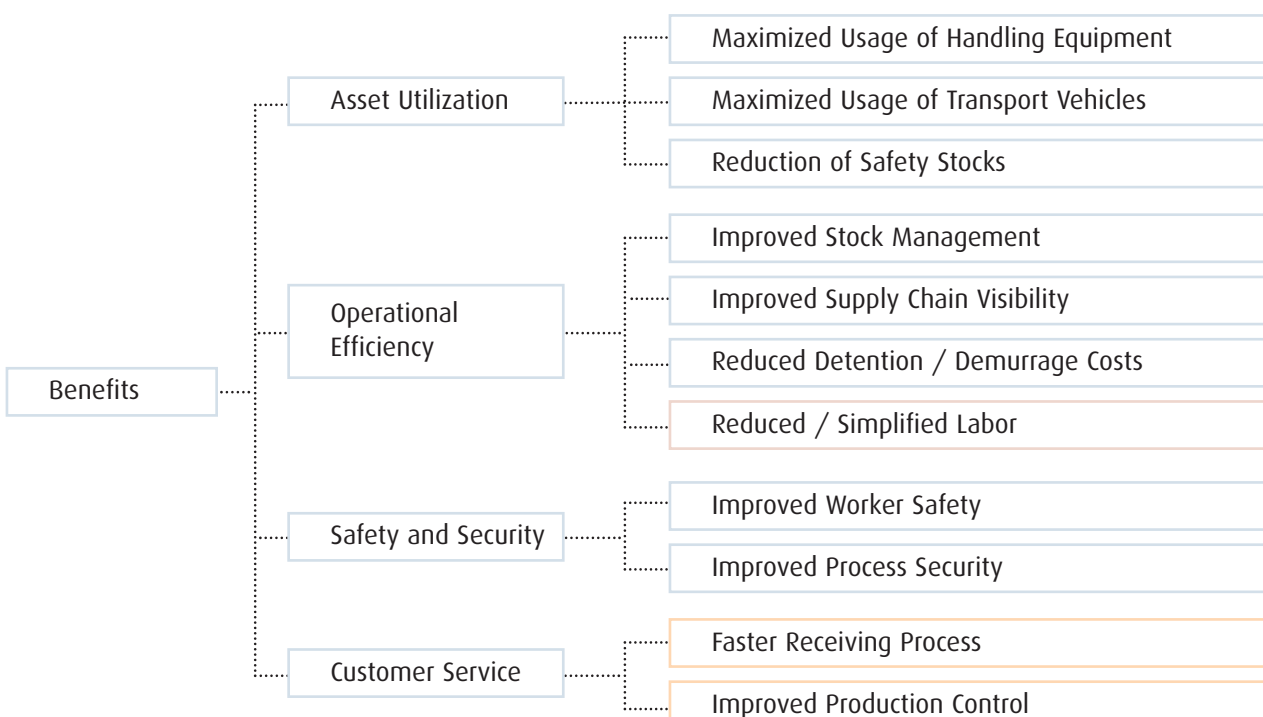 Benefits
Asset Utilization
Maximized Usage of Handling Equipment
Maximized Usage of Transport Vehicles
Reduction of Safety Stocks
Operational
Efficiency
Improved Stock Management
Improved Supply Chain Visibility
Reduced Detention / Demurrage Costs
Reduced / Simplified Labor
Safety and Security
Improved Worker Safety
Improved Process Security
Customer Service
Faster Receiving Process
Improved Production Control